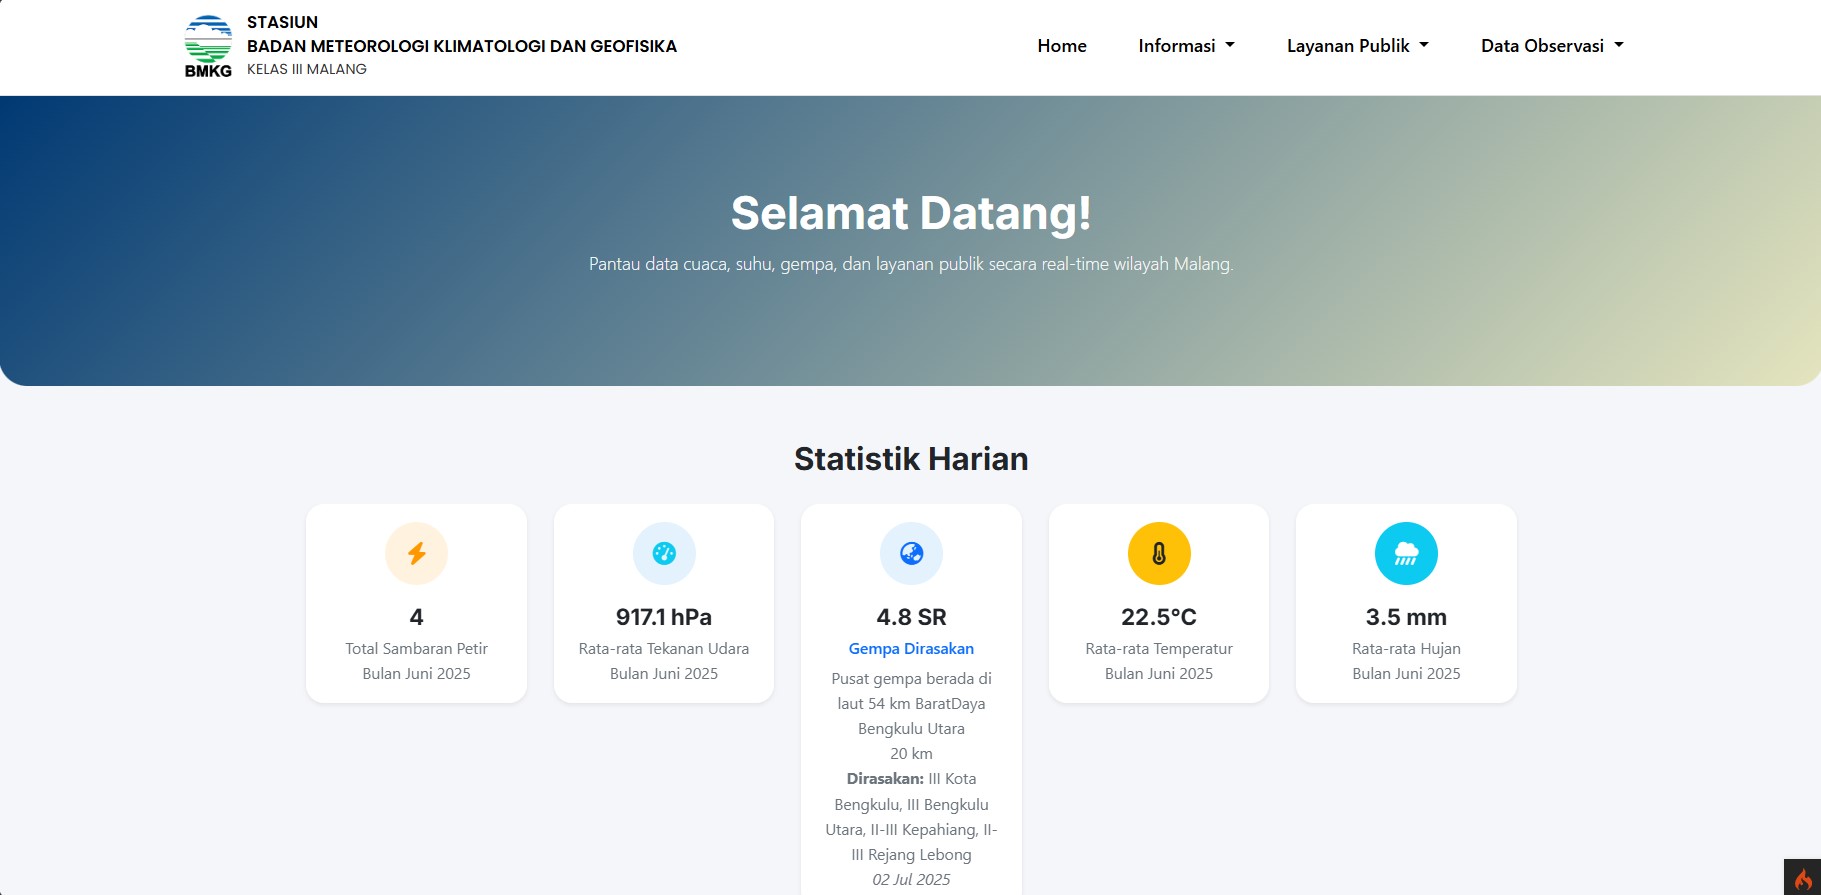 STASIUN
BADAN METEOROLOGI KLIMATOLOGI DAN GEOFISIKA
KELAS III MALANG
BMKG
Home
Informasi
Layanan Publik
Data Observasi
Selamat Datang!
Pantau data cuaca, suhu, gempa, dan layanan publik secara real-time wilayah Malang.
Statistik Harian
4
Total Sambaran Petir
Bulan Juni 2025
917.1 hPa
Rata-rata Tekanan Udara
Bulan Juni 2025
4.8 SR
Gempa Dirasakan
Pusat gempa berada di
laut 54 km BaratDaya
Bengkulu Utara
20 km
Dirasakan: III Kota
Bengkulu, III Bengkulu
Utara, II-III Kepahiang, II-
III Rejang Lebong
02 Jul 2025
22.5°C
Rata-rata Temperatur
Bulan Juni 2025
3.5 mm
Rata-rata Hujan
Bulan Juni 2025